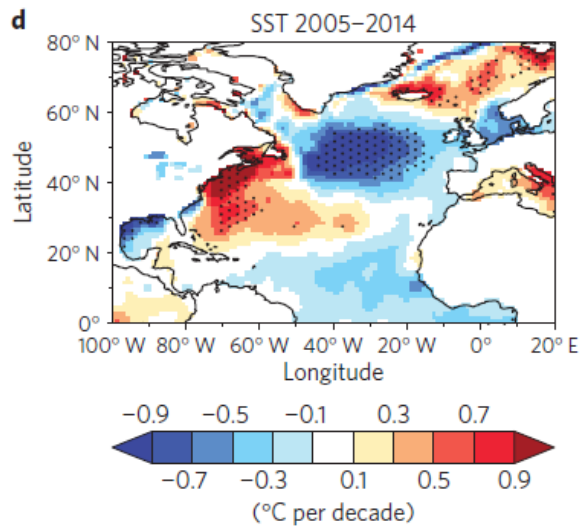 d
SST 2005–2014
80° N
60° N
40° N
20° N
0°
Latitude
100° W 80° W 60° W 40° W 20° W 0° 20° E
Longitude
−0.9 −0.5 −0.1 0.3 0.7
−0.7 −0.3 0.1 0.5 0.9
(°C per decade)